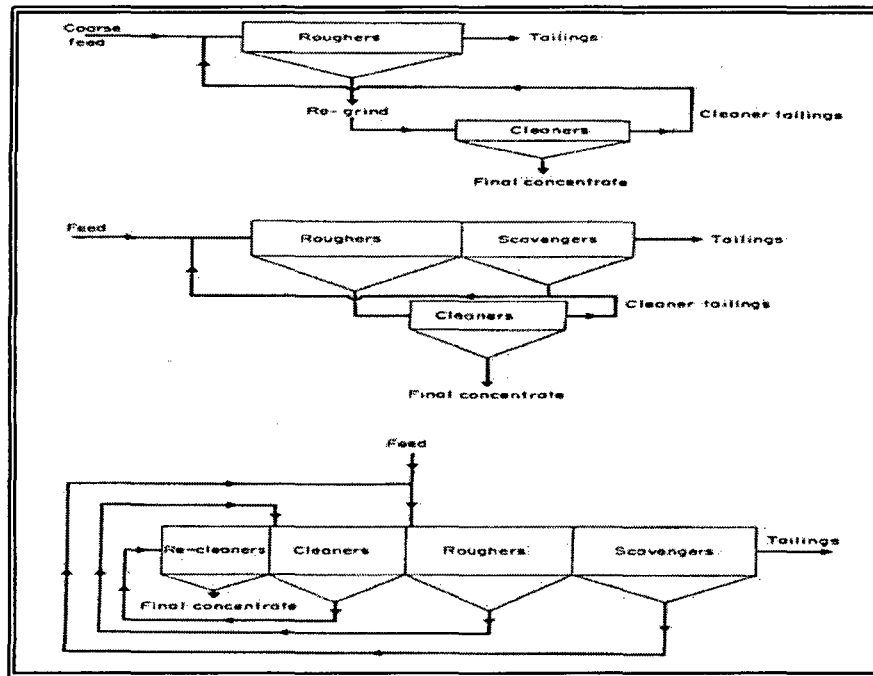 Coarse
feed
Roughers
Tailings
Re-grind
Cleaners
Cleaner tailings
Final concentrate
Feed
Roughers
Scavengers
Tailings
Cleaners
Cleaner tailings
Final concentrate
Feed
Re-cleaners
Cleaners
Roughers
Scavengers
Tailings
Final concentrate